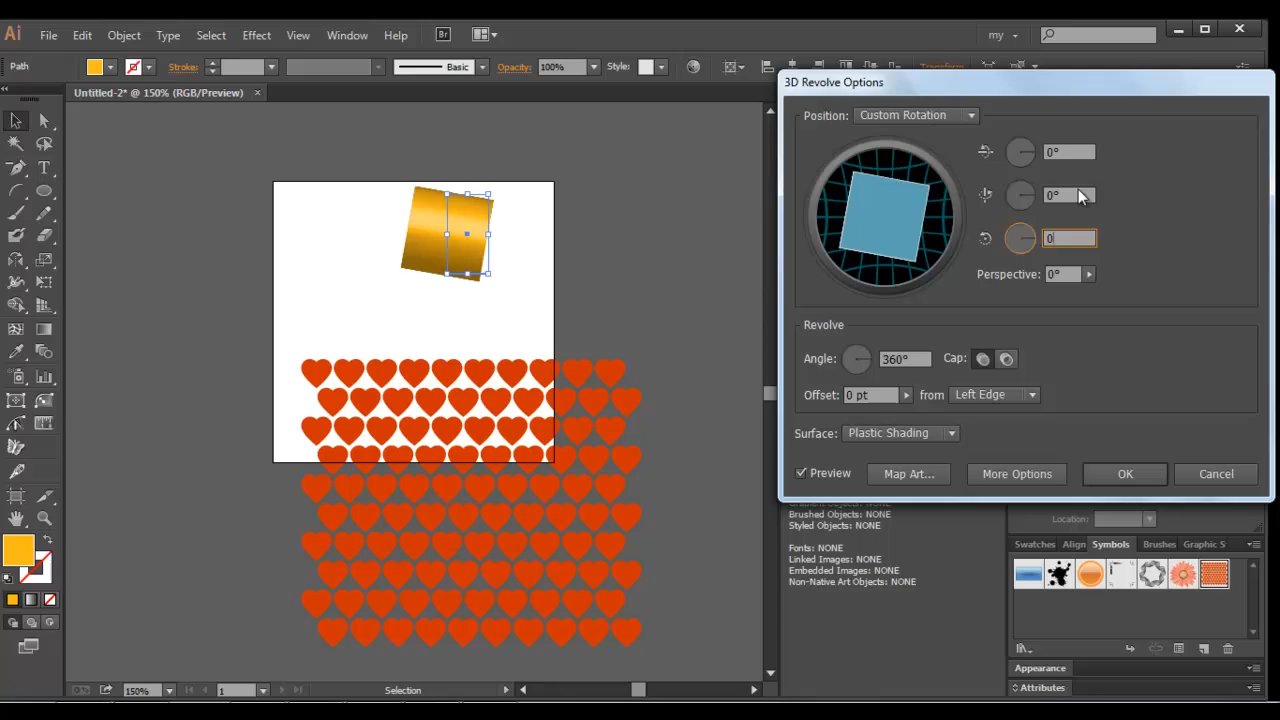 Ai File Edit Object Type Select Effect View Window Help Br my
Path Stroke: Basic Opacity: 100% Style: Transform
Untitled-2* @ 150% (RGB/Preview) ×
3D Revolve Options
Position: Custom Rotation
0°
0°
0
Perspective: 0°
Revolve
Angle: 360° Cap:
Offset: 0 pt from Left Edge
Surface: Plastic Shading
Preview Map Art... More Options OK Cancel
Brushed Objects: NONE
Styled Objects: NONE
Fonts: NONE
Linked Images: NONE
Embedded Images: NONE
Non-Native Art Objects: NONE
Location:
Swatches Align Symbols Brushes Graphic S
Appearance
Attributes
150% 1 Selection